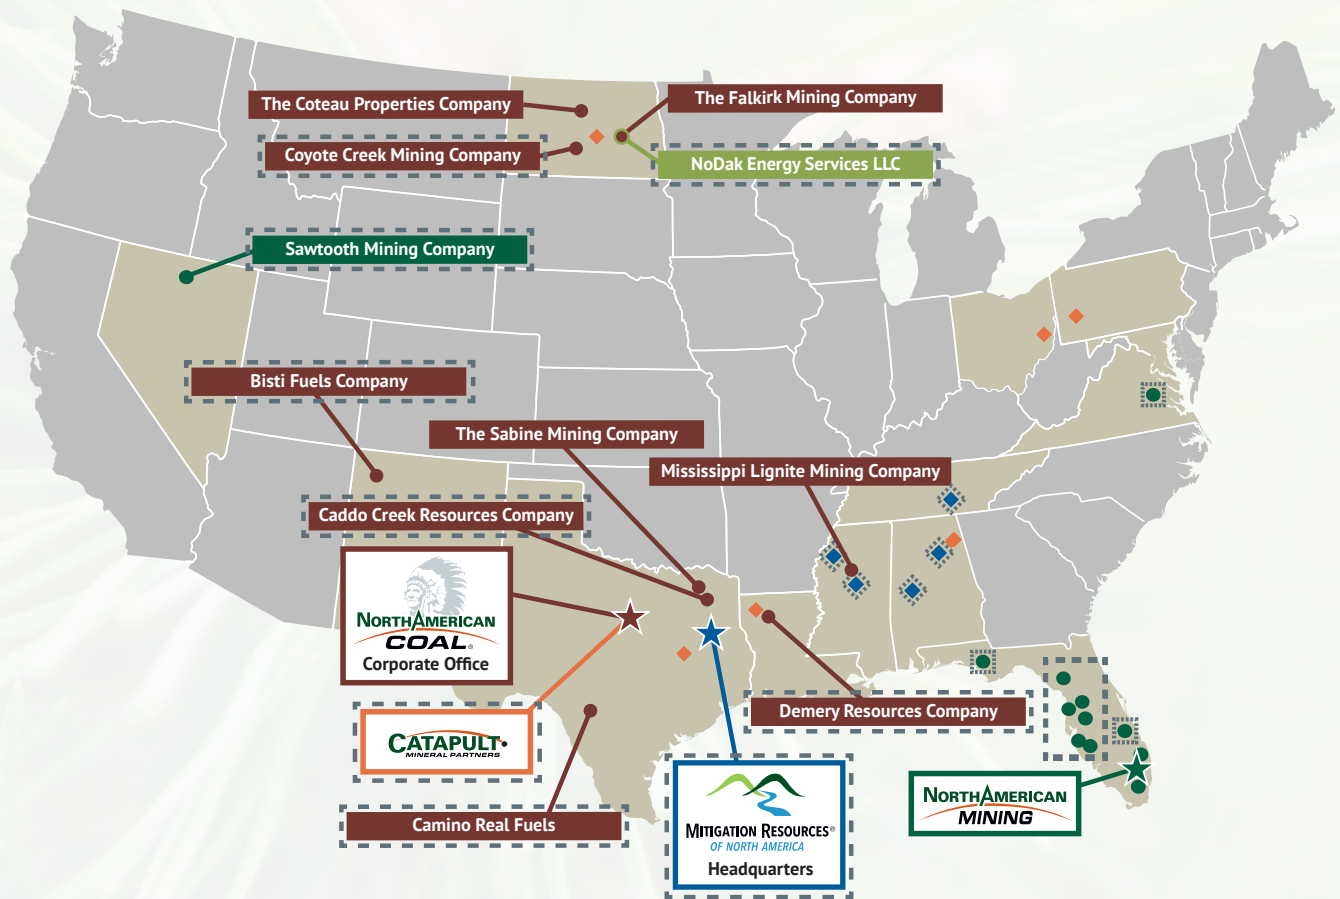 The Coteau Properties Company
The Falkirk Mining Company
Coyote Creek Mining Company
NoDak Energy Services LLC
Sawtooth Mining Company
Bisti Fuels Company
The Sabine Mining Company
Mississippi Lignite Mining Company
Caddo Creek Resources Company
NORTHAMERICAN
COAL®
Corporate Office
Demery Resources Company
CATAPULT
MINERAL PARTNERS
NORTHAMERICAN
MINING
Camino Real Fuels
MITIGATION RESOURCES®
OF NORTH AMERICA
Headquarters